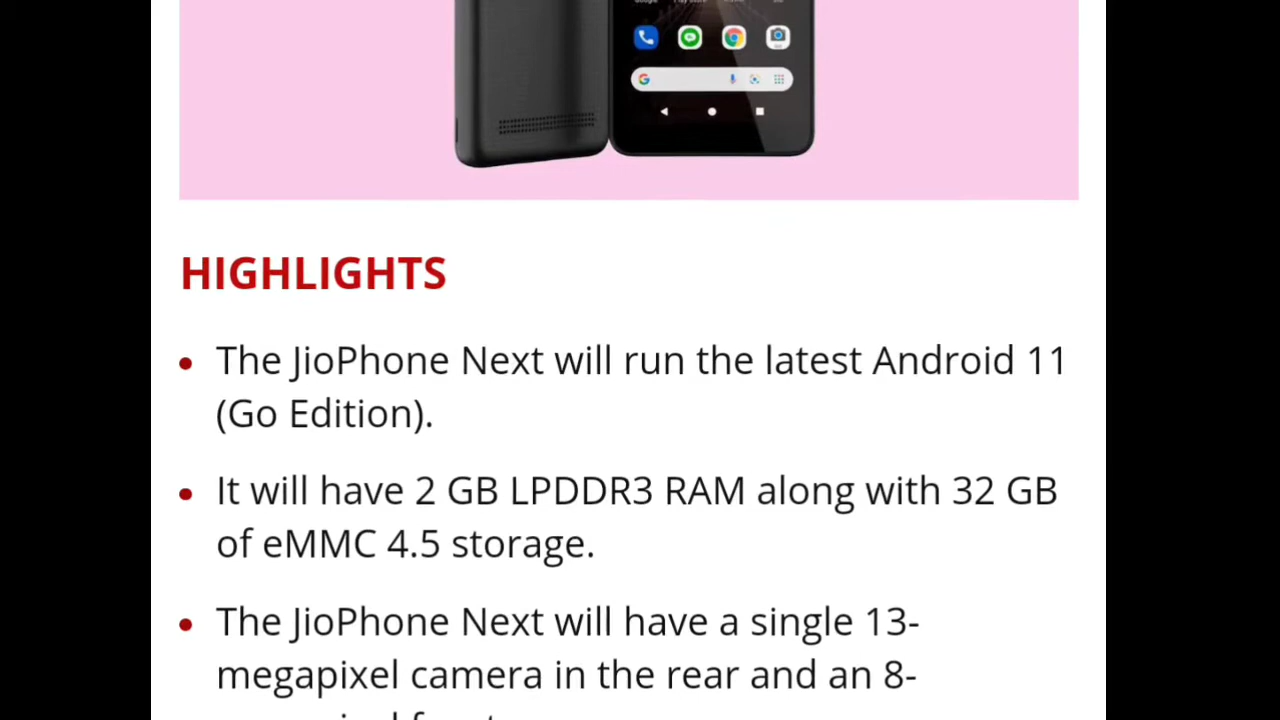 HIGHLIGHTS
The JioPhone Next will run the latest Android 11
(Go Edition).
It will have 2 GB LPDDR3 RAM along with 32 GB
of eMMC 4.5 storage.
The JioPhone Next will have a single 13-
megapixel camera in the rear and an 8-